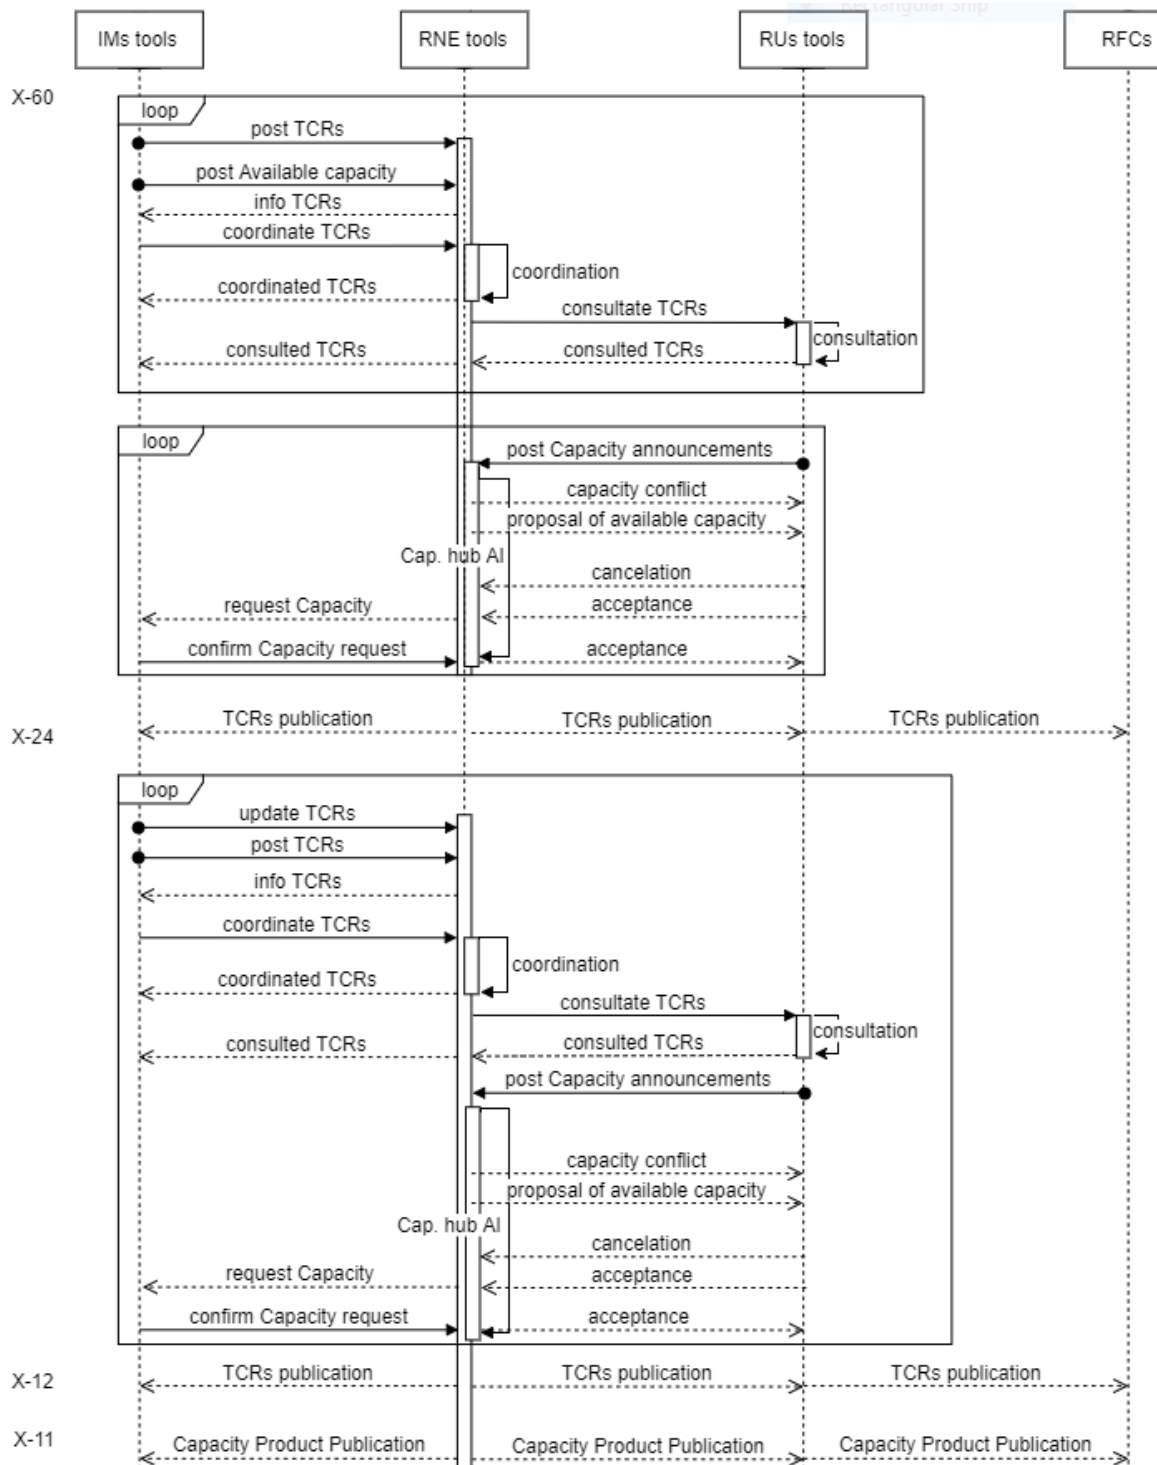 Rectangular Ship
IMs tools
RNE tools
RUs tools
RFCs
X-60
loop
post TCRs
post Available capacity
info TCRs
coordinate TCRs
coordination
coordinated TCRs
consultate TCRs
consultation
consulted TCRs
consulted TCRs
loop
post Capacity announcements
capacity conflict
proposal of available capacity
Cap. hub AI
cancelation
request Capacity
acceptance
confirm Capacity request
acceptance
X-24
TCRs publication
TCRs publication
TCRs publication
loop
update TCRs
post TCRs
info TCRs
coordinate TCRs
coordination
coordinated TCRs
consultate TCRs
consultation
consulted TCRs
consulted TCRs
post Capacity announcements
capacity conflict
proposal of available capacity
Cap. hub AI
cancelation
request Capacity
acceptance
confirm Capacity request
acceptance
X-12
TCRs publication
TCRs publication
TCRs publication
X-11
Capacity Product Publication
Capacity Product Publication
Capacity Product Publication